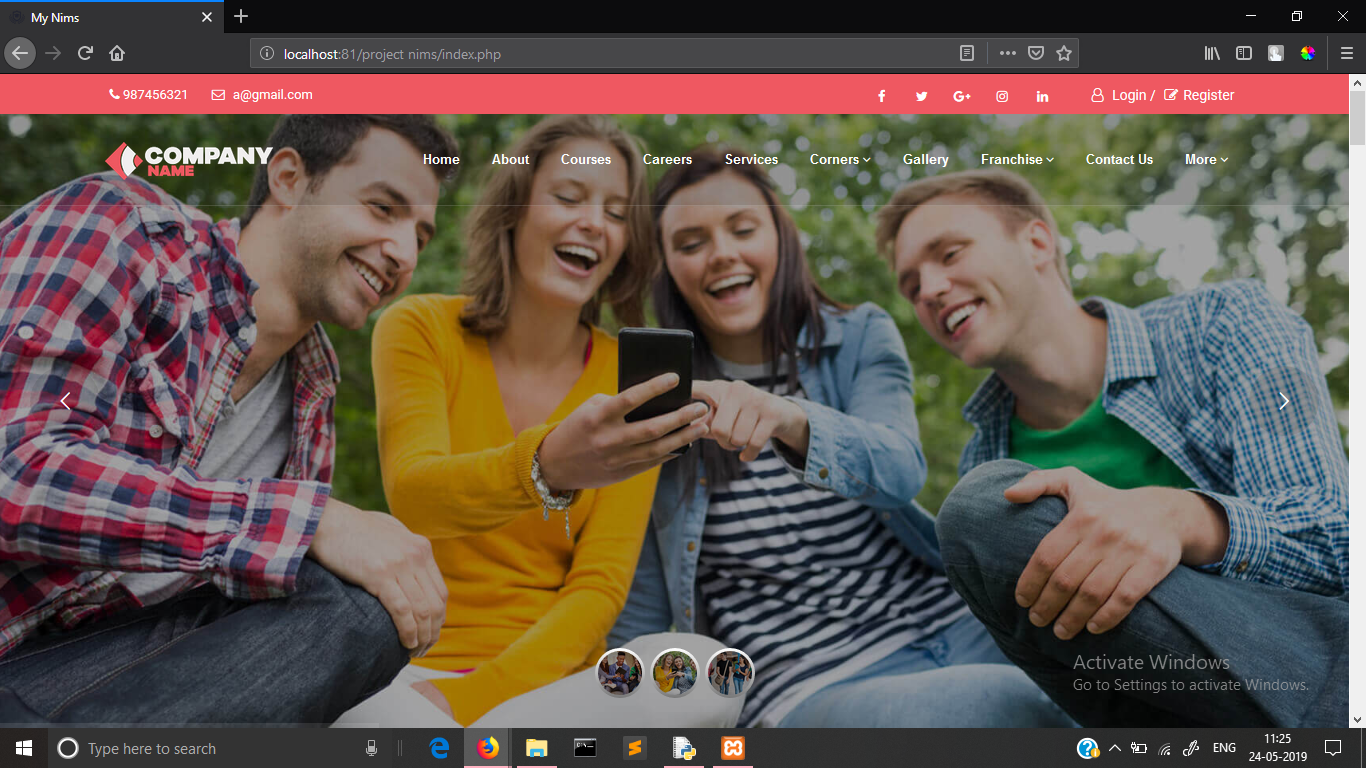 My Nims
localhost:81/project nims/index.php
987456321 a@gmail.com Login / Register
COMPANY
NAME
Home About Courses Careers Services Corners Gallery Franchise Contact Us More
Activate Windows
Go to Settings to activate Windows.
Type here to search
ENG
11:25
24-05-2019